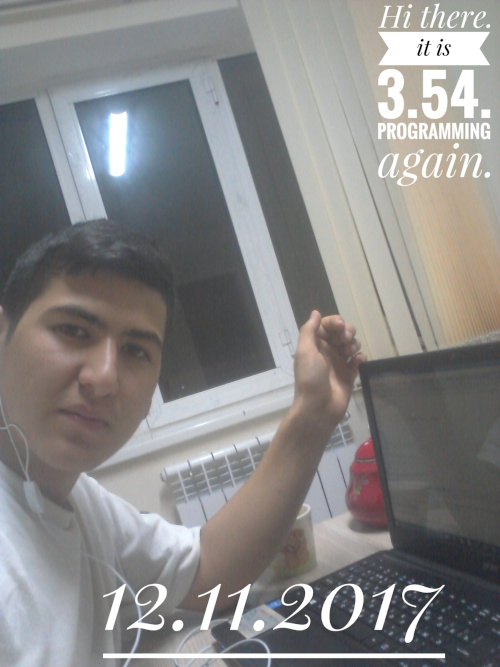 Hi there.
it is
3.54.
PROGRAMMING
again.
12.11.2017